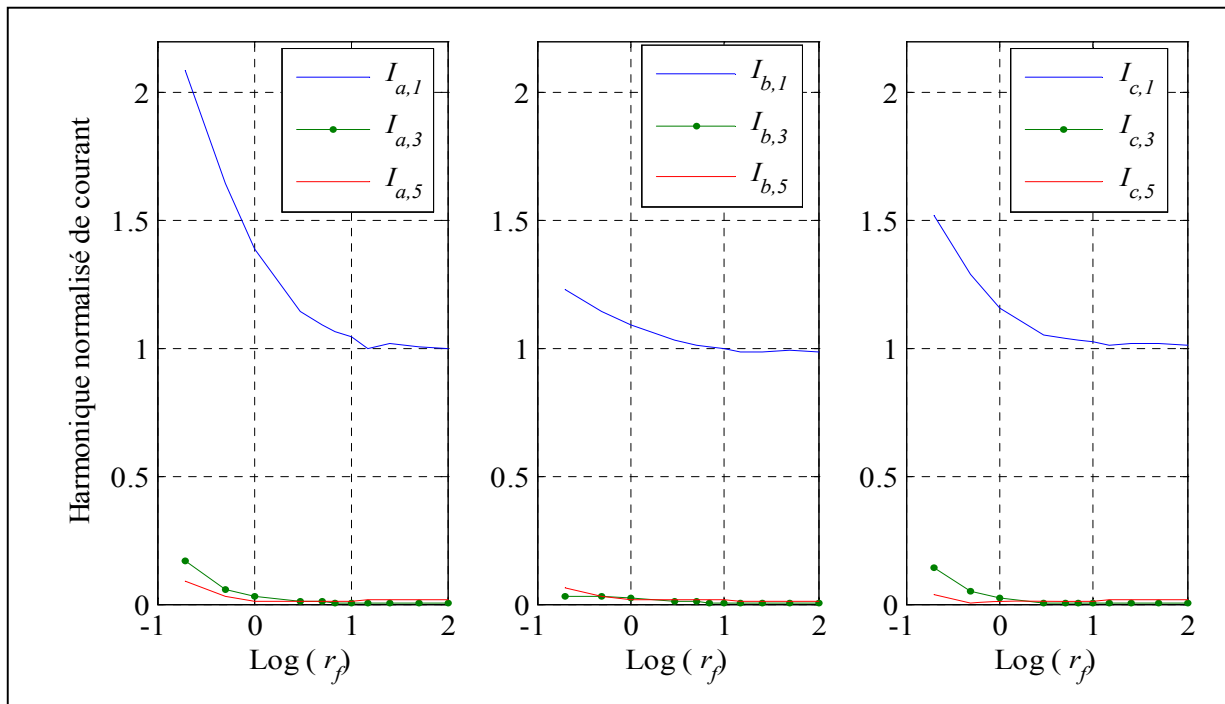 Harmonique normalisé de courant
2
1.5
1
0.5
0
-1 0 1 2
Log ( r_f)
I_a,1
I_a,3
I_a,5
2
1.5
1
0.5
0
-1 0 1 2
Log ( r_f)
I_b,1
I_b,3
I_b,5
2
1.5
1
0.5
0
-1 0 1 2
Log ( r_f)
I_c,1
I_c,3
I_c,5